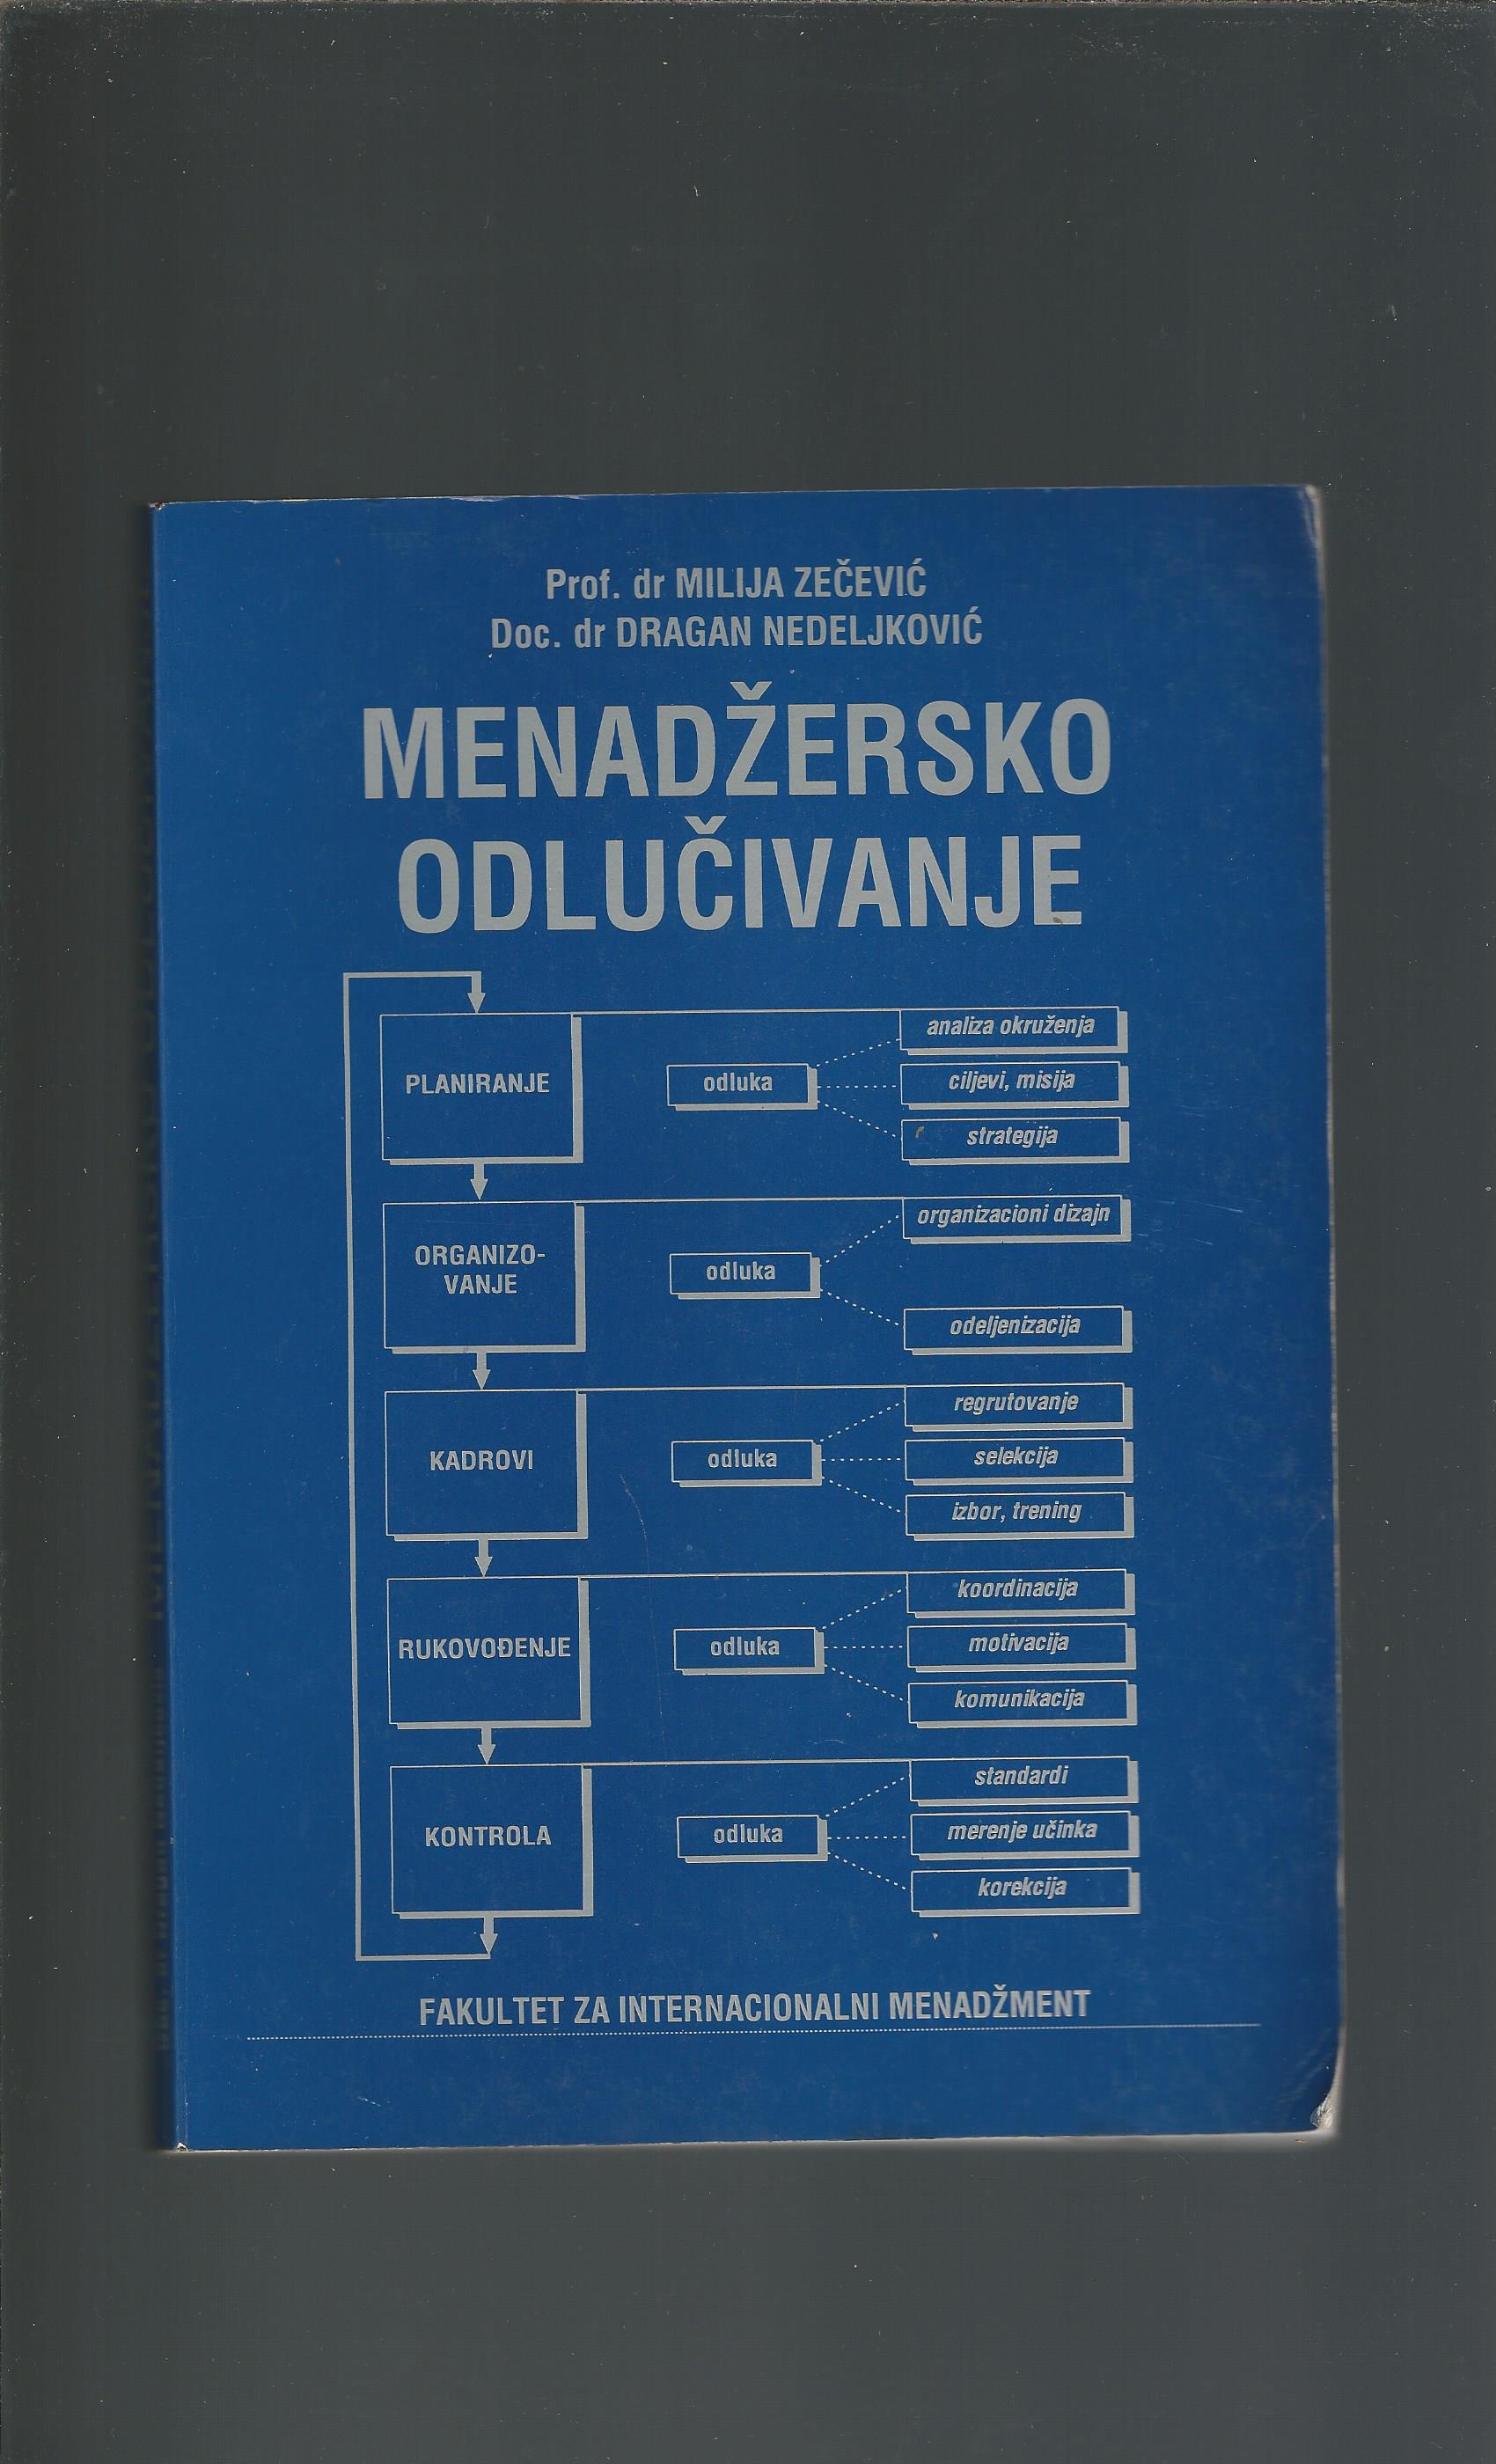 Prof. dr MILIJA ZEČEVIĆ
Doc. dr DRAGAN NEDELJKOVIĆ
MENADŽERSKO
ODLUČIVANJE
PLANIRANJE
odluka
analiza okruženja
ciljevi, misija
strategija
ORGANIZO-
VANJE
odluka
organizacioni dizajn
odeljenizacija
KADROVI
odluka
regrutovanje
selekcija
izbor, trening
RUKOVOĐENJE
odluka
koordinacija
motivacija
komunikacija
KONTROLA
odluka
standardi
merenje učinka
korekcija
FAKULTET ZA INTERNACIONALNI MENADŽMENT